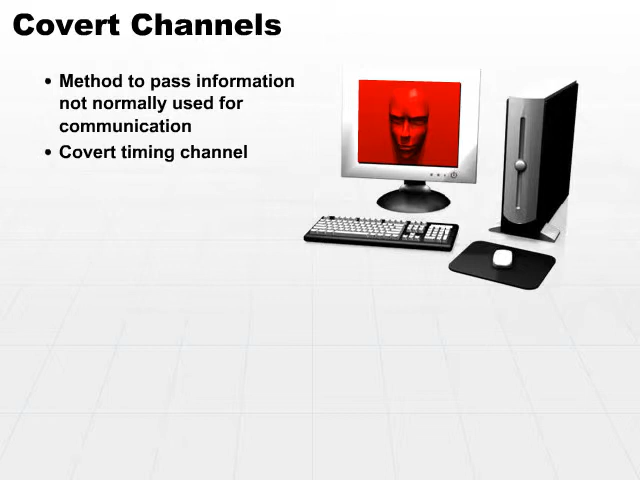 Covert Channels
• Method to pass information
not normally used for
communication
• Covert timing channel